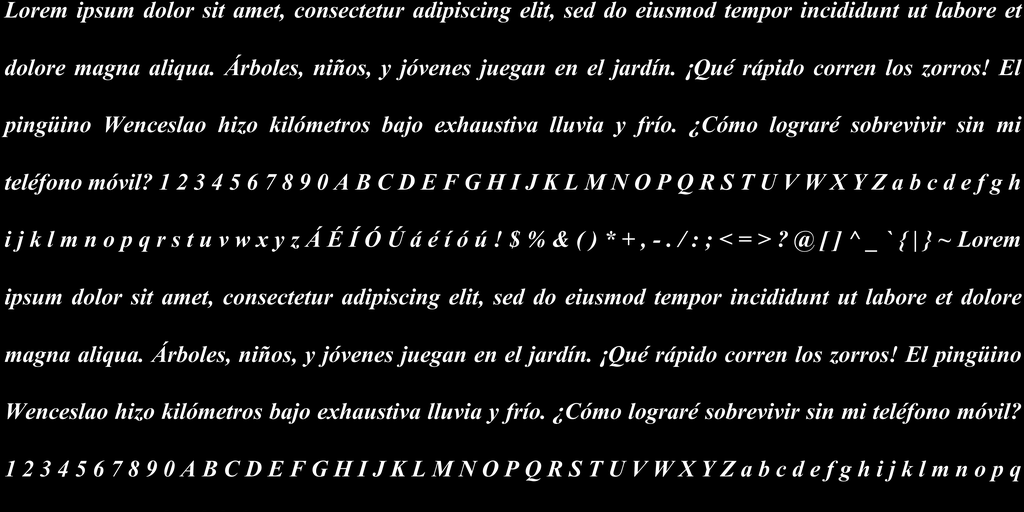 Lorem ipsum dolor sit amet, consectetur adipiscing elit, sed do eiusmod tempor incididunt ut labore et
dolore magna aliqua. Árboles, niños, y jóvenes juegan en el jardín. ¡Qué rápido corren los zorros! El
pingüino Wenceslao hizo kilómetros bajo exhaustiva lluvia y frío. ¿Cómo lograré sobrevivir sin mi
teléfono móvil? 1 2 3 4 5 6 7 8 9 0 A B C D E F G H I J K L M N O P Q R S T U V W X Y Z a b c d e f g h
i j k l m n o p q r s t u v w x y z Á É Í Ó Ú á é í ó ú ! $ % & ( ) * + , - . / : ; < = > ? @ [ ] ^ _ ` { | } ~ Lorem
ipsum dolor sit amet, consectetur adipiscing elit, sed do eiusmod tempor incididunt ut labore et dolore
magna aliqua. Árboles, niños, y jóvenes juegan en el jardín. ¡Qué rápido corren los zorros! El pingüino
Wenceslao hizo kilómetros bajo exhaustiva lluvia y frío. ¿Cómo lograré sobrevivir sin mi teléfono móvil?
1 2 3 4 5 6 7 8 9 0 A B C D E F G H I J K L M N O P Q R S T U V W X Y Z a b c d e f g h i j k l m n o p q